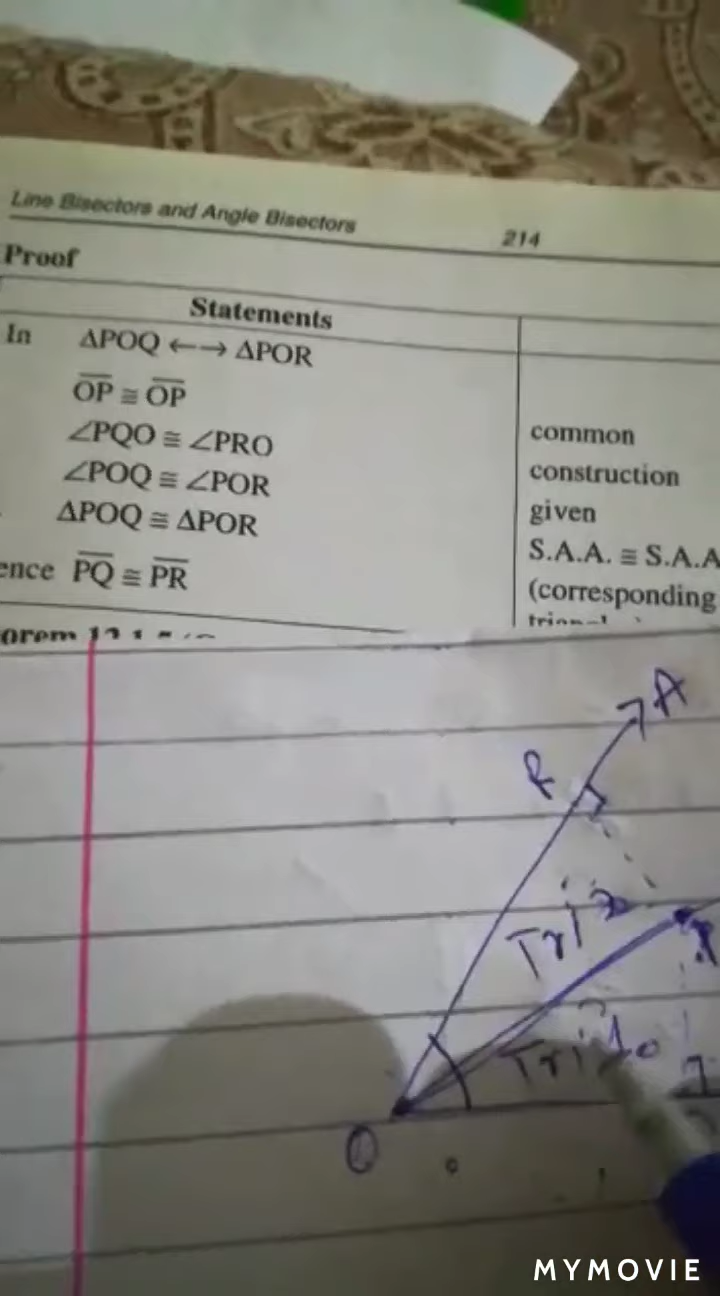 Line Bisectors and Angle Bisectors 214
Proof
Statements
In ΔPOQ ←→ ΔPOR
OP ≅ OP
∠PQO ≅ ∠PRO common
∠POQ ≅ ∠POR construction
ΔPOQ ≅ ΔPOR given
S.A.A. ≅ S.A.A
ence PQ ≅ PR (corresponding
A
R
Tri
Tri
O
MYMOVIE